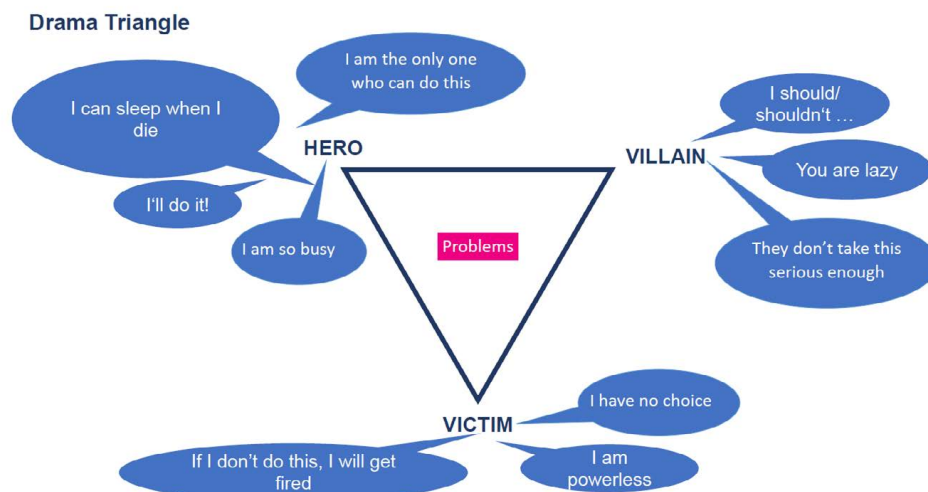 Drama Triangle
I am the only one
who can do this
I can sleep when I
die
I should/
shouldn't …
HERO
VILLAIN
You are lazy
I'll do it!
I am so busy
Problems
They don't take this
serious enough
VICTIM
I have no choice
If I don't do this, I will get
fired
I am
powerless